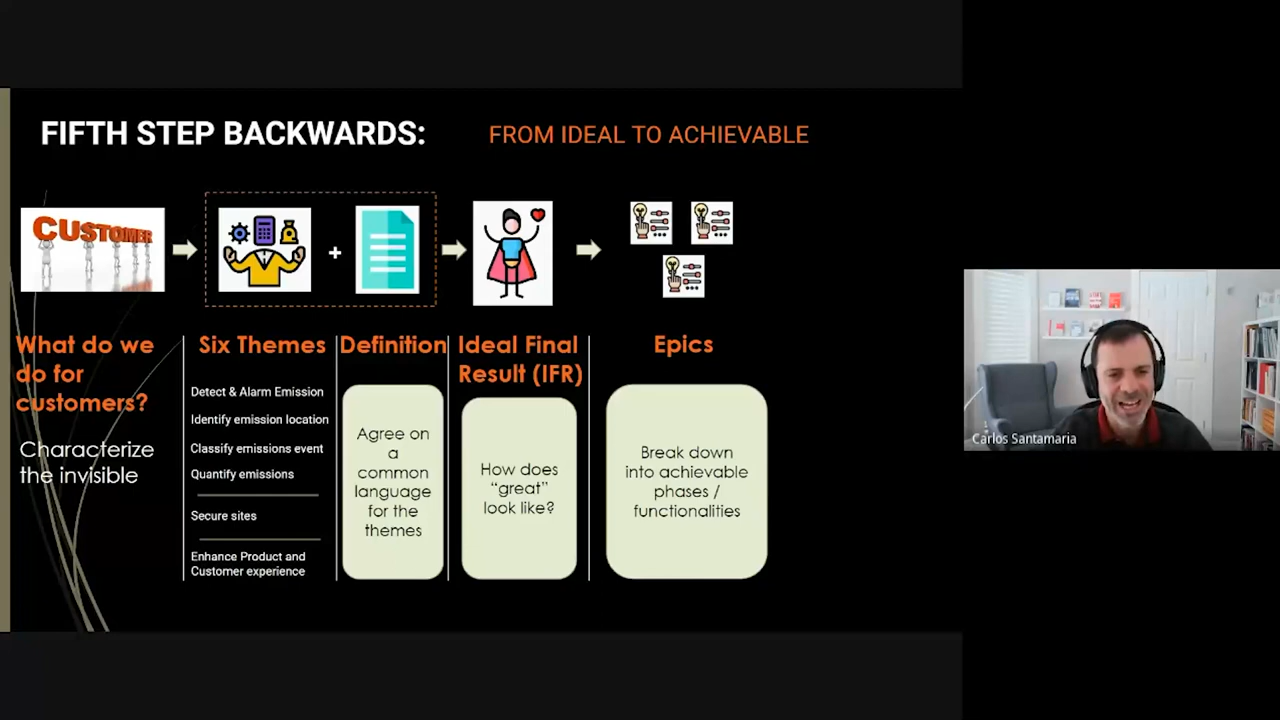 FIFTH STEP BACKWARDS:
FROM IDEAL TO ACHIEVABLE
CUSTOMER
+
What do we
do for
customers?
Characterize
the invisible
Six Themes
Detect & Alarm Emission
Identify emission location
Classify emissions event
Quantify emissions
Secure sites
Enhance Product and
Customer experience
Definition
Agree on
a
common
language
for the
themes
Ideal Final
Result (IFR)
How does
“great”
look like?
Epics
Break down
into achievable
phases /
functionalities
Carlos Santamaria